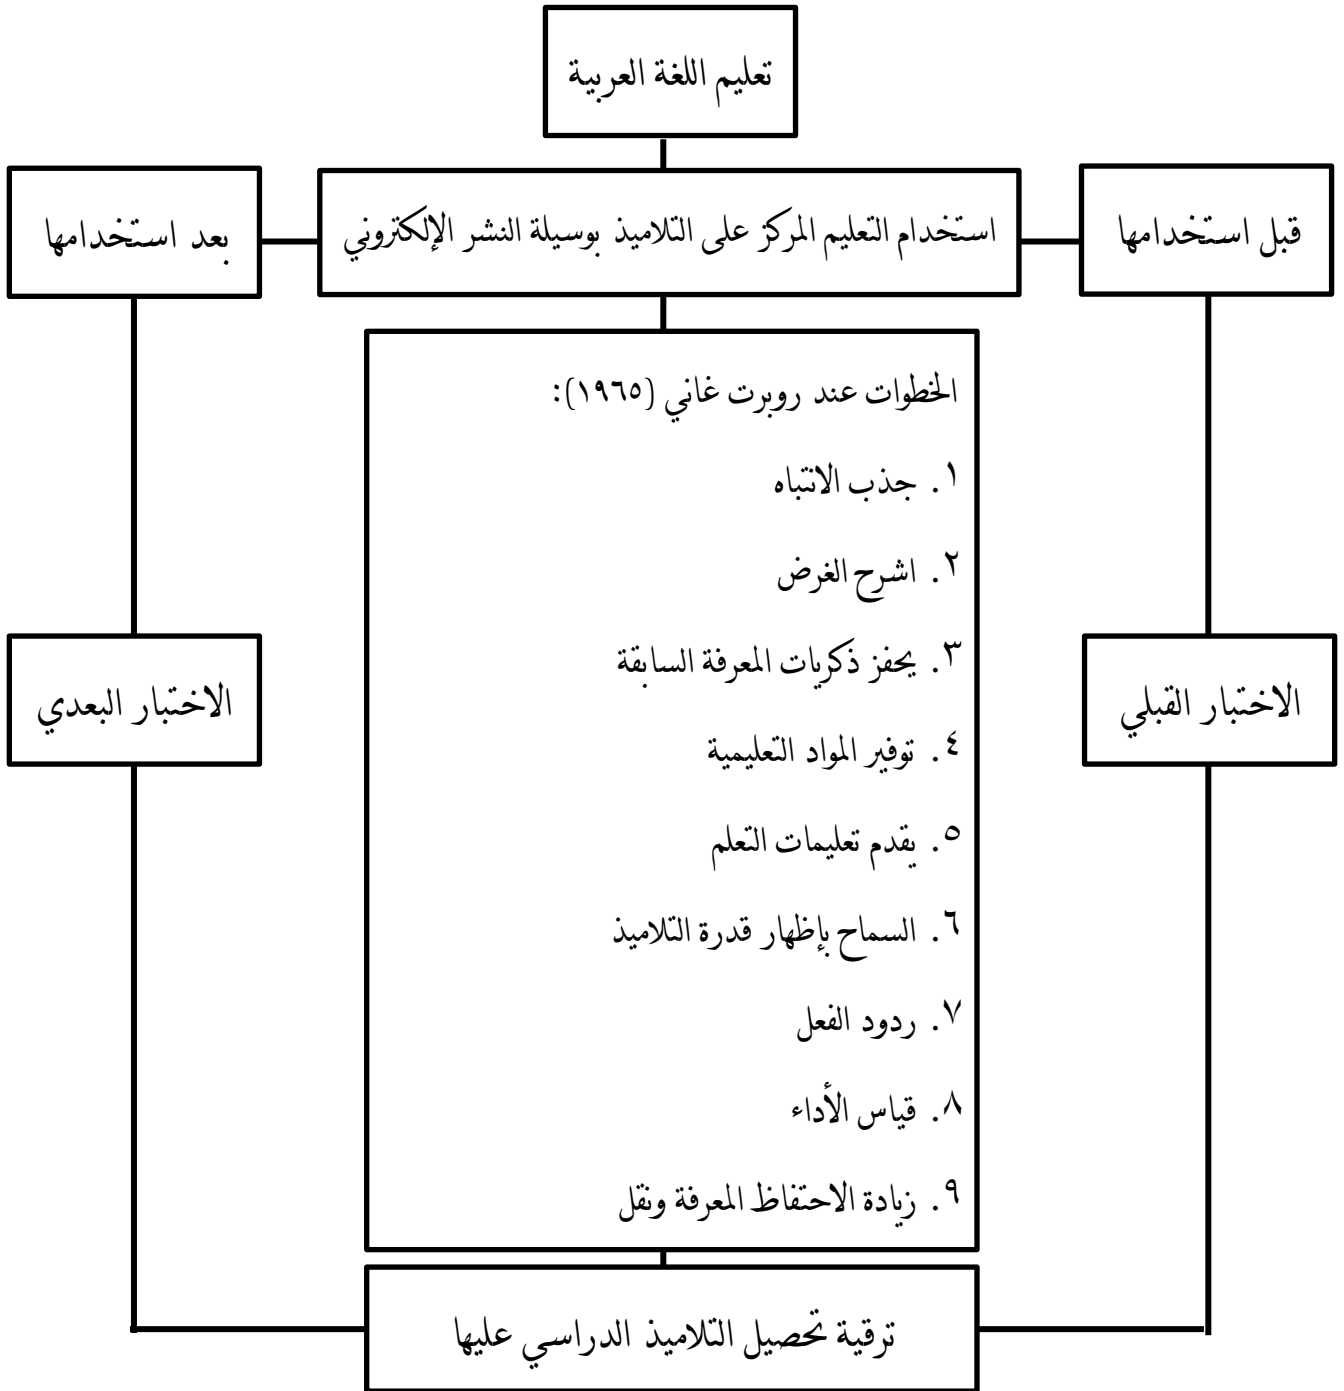 تعليم اللغة العربية
قبل استخدامها
استخدام التعليم المركز على التلاميذ بوسيلة النشر الإلكتروني
بعد استخدامها
الخطوات عند روبرت غاني (١٩٦٥):
١. جذب الانتباه
٢. اشرح الغرض
٣. يحفز ذكريات المعرفة السابقة
٤. توفير المواد التعليمية
٥. يقدم تعليمات التعلم
٦. السماح بإظهار قدرة التلاميذ
٧. ردود الفعل
٨. قياس الأداء
٩. زيادة الاحتفاظ المعرفة ونقل
الاختبار القبلي
الاختبار البعدي
ترقية تحصيل التلاميذ الدراسي عليها